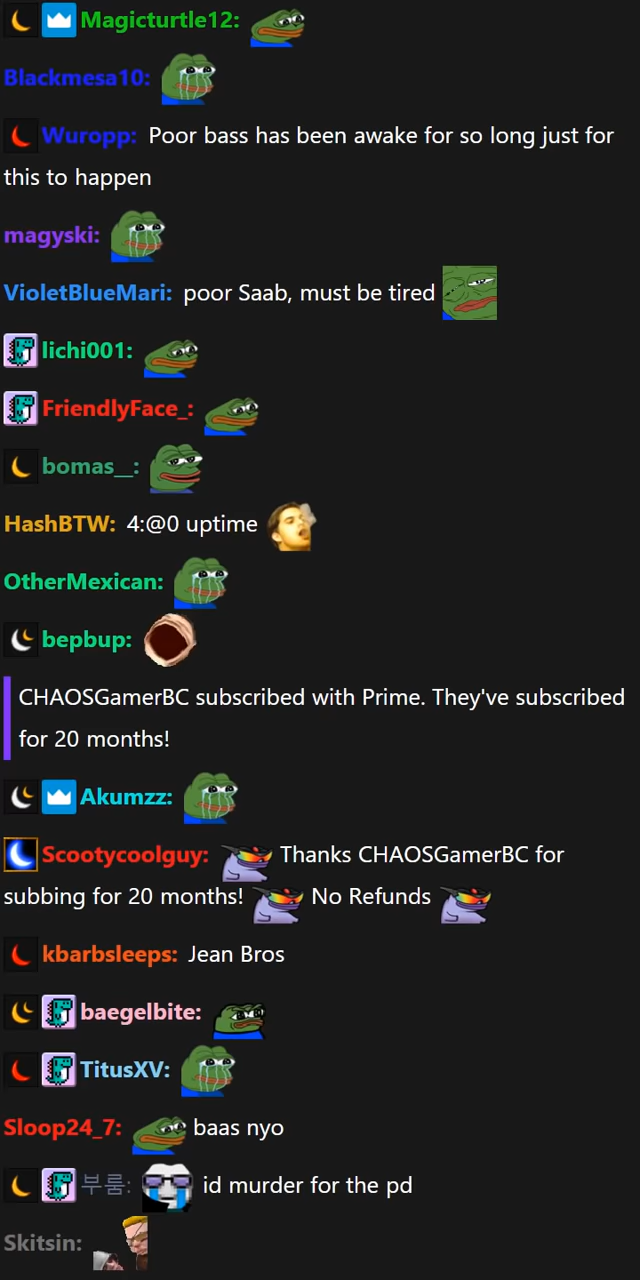 Magicturtle12:
Blackmesa10:
Wuropp: Poor bass has been awake for so long just for
this to happen
magyski:
VioletBlueMari: poor Saab, must be tired
lichi001:
FriendlyFace_:
bomas__:
HashBTW: 4:@0 uptime
OtherMexican:
bepbup:
CHAOSGamerBC subscribed with Prime. They've subscribed
for 20 months!
Akumzz:
Scootycoolguy: Thanks CHAOSGamerBC for
subbing for 20 months! No Refunds
kbarbsleeps: Jean Bros
baegelbite:
TitusXV:
Sloop24_7: baas nyo
부룸: id murder for the pd
Skitsin: